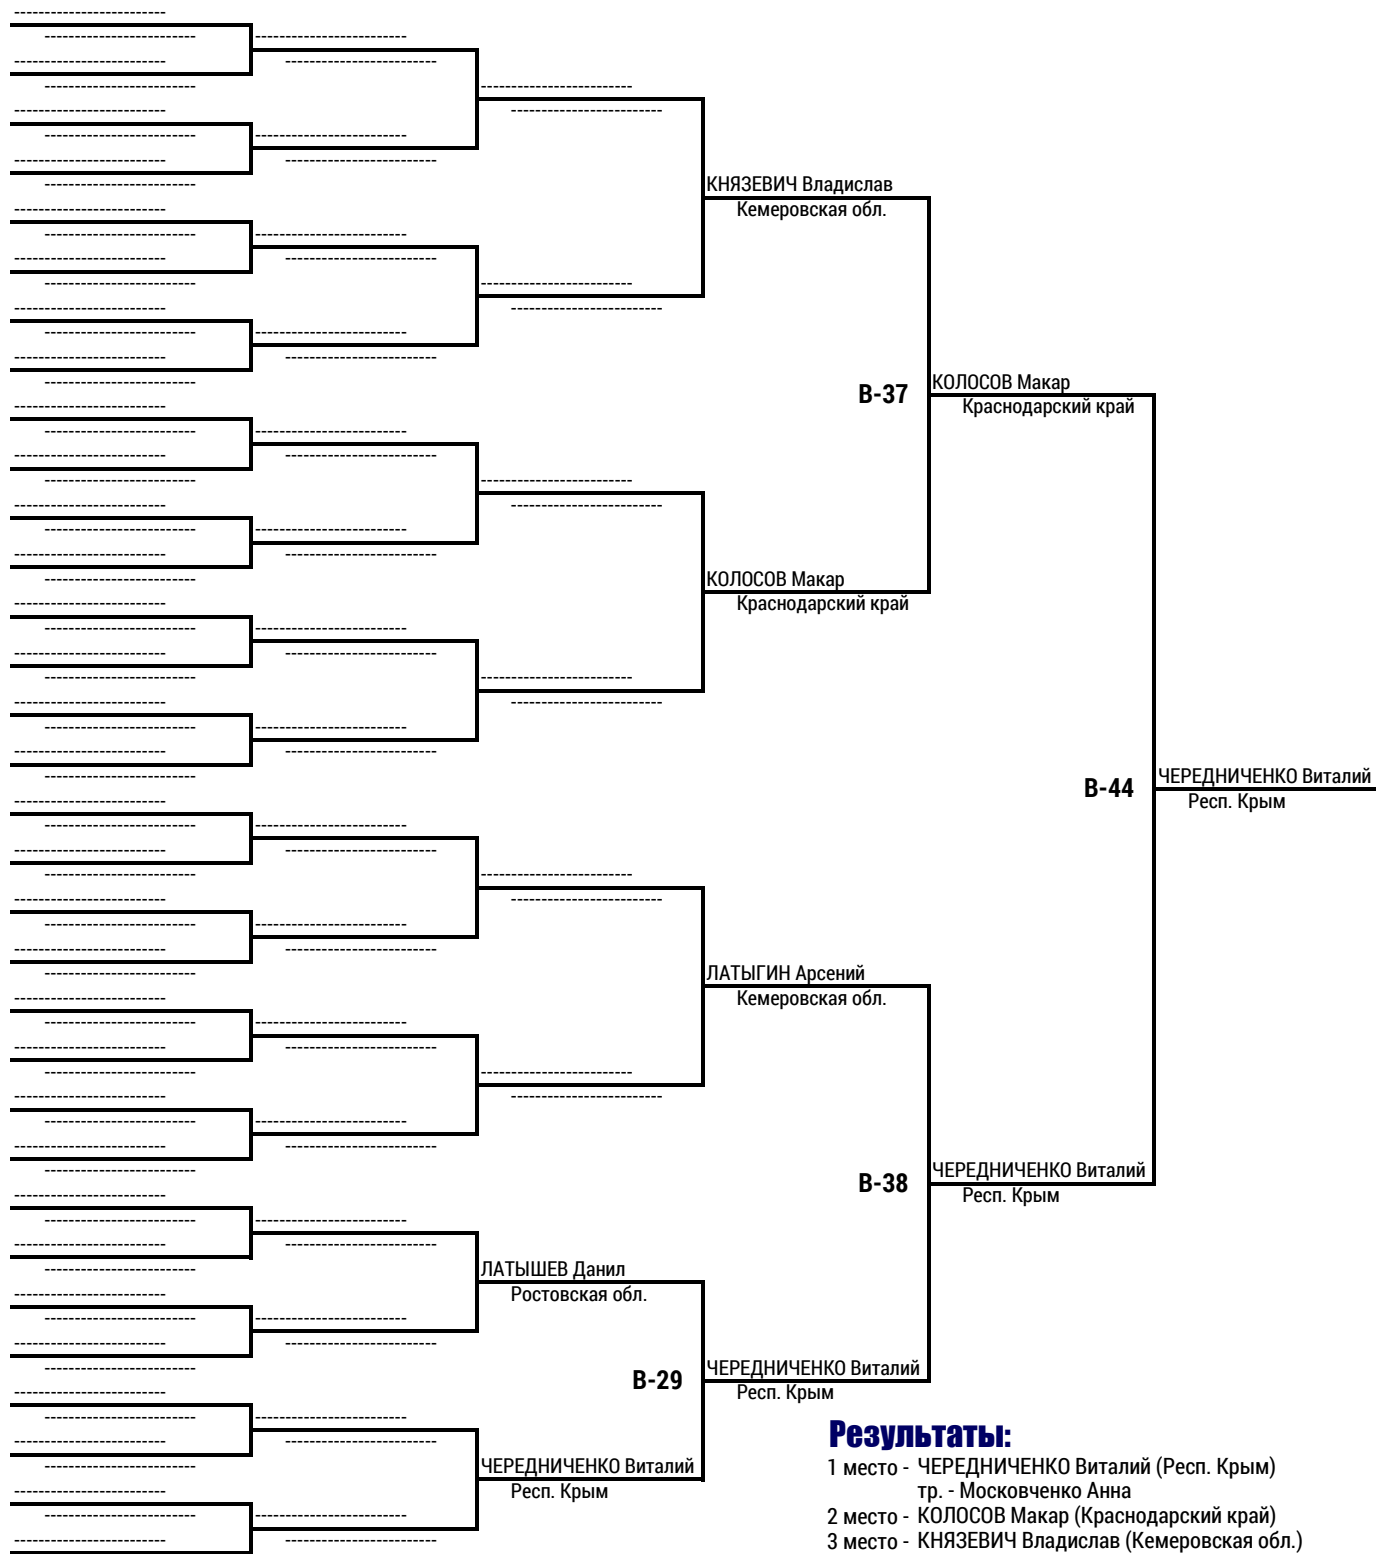 КНЯЗЕВИЧ Владислав
Кемеровская обл.
B-37
КОЛОСОВ Макар
Краснодарский край
КОЛОСОВ Макар
Краснодарский край
B-44
ЧЕРЕДНИЧЕНКО Виталий
Респ. Крым
ЛАТЫГИН Арсений
Кемеровская обл.
B-38
ЧЕРЕДНИЧЕНКО Виталий
Респ. Крым
ЛАТЫШЕВ Данил
Ростовская обл.
B-29
ЧЕРЕДНИЧЕНКО Виталий
Респ. Крым
ЧЕРЕДНИЧЕНКО Виталий
Респ. Крым
Результаты:
1 место - ЧЕРЕДНИЧЕНКО Виталий (Респ. Крым)
тр. - Московченко Анна
2 место - КОЛОСОВ Макар (Краснодарский край)
3 место - КНЯЗЕВИЧ Владислав (Кемеровская обл.)